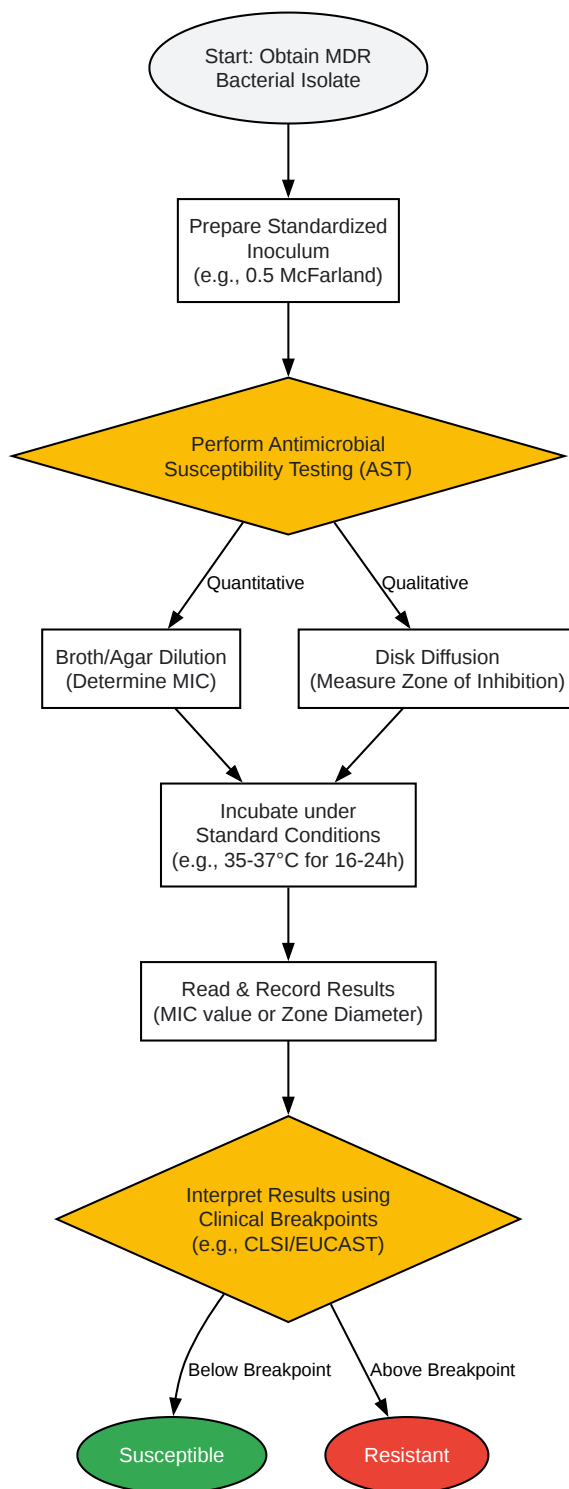 Start: Obtain MDR
Bacterial Isolate
Prepare Standardized
Inoculum
(e.g., 0.5 McFarland)
Perform Antimicrobial
Susceptibility Testing (AST)
Quantitative
Qualitative
Broth/Agar Dilution
(Determine MIC)
Disk Diffusion
(Measure Zone of Inhibition)
Incubate under
Standard Conditions
(e.g., 35-37°C for 16-24h)
Read & Record Results
(MIC value or Zone Diameter)
Interpret Results using
Clinical Breakpoints
(e.g., CLSI/EUCAST)
Below Breakpoint
Above Breakpoint
Susceptible
Resistant